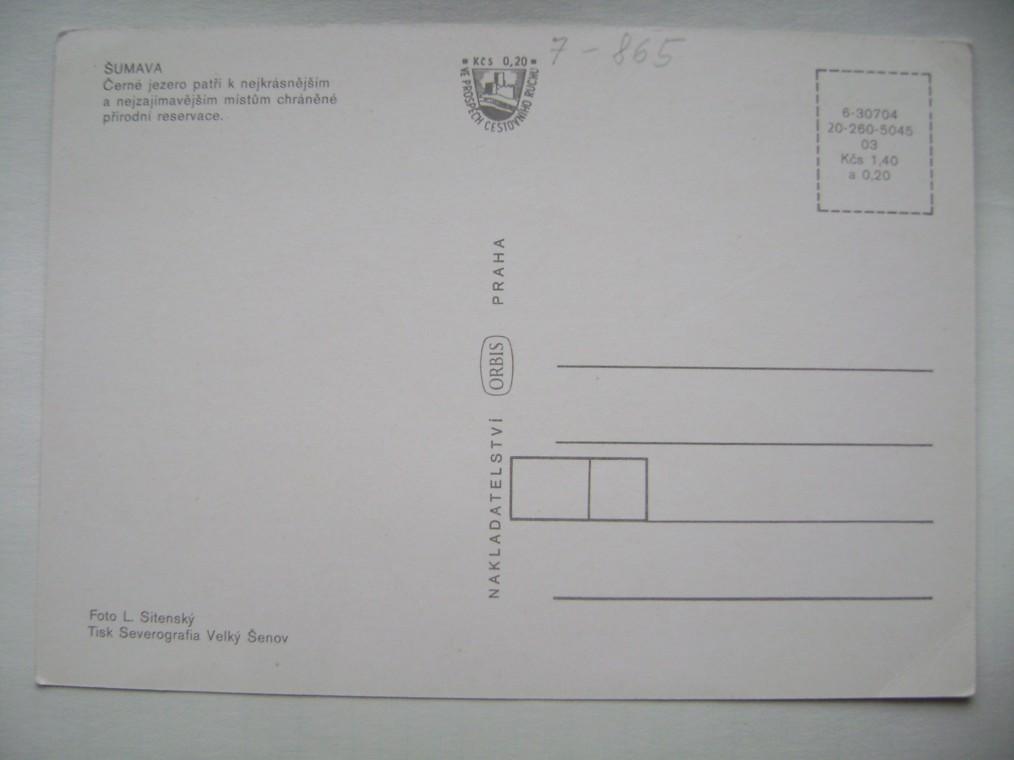 7-865
ŠUMAVA
Černé jezero patří k nejkrásnějším
a nejzajímavějším místům chráněné
přírodní reservace.
Kčs 0,20
VE PROSPĚCH CESTOVNÍHO RUCHU
6-30704
20-260-5045
03
Kčs 1,40
a 0,20
NAKLADATELSTVÍ ORBIS PRAHA
Foto L. Sitenský
Tisk Severografia Velký Šenov